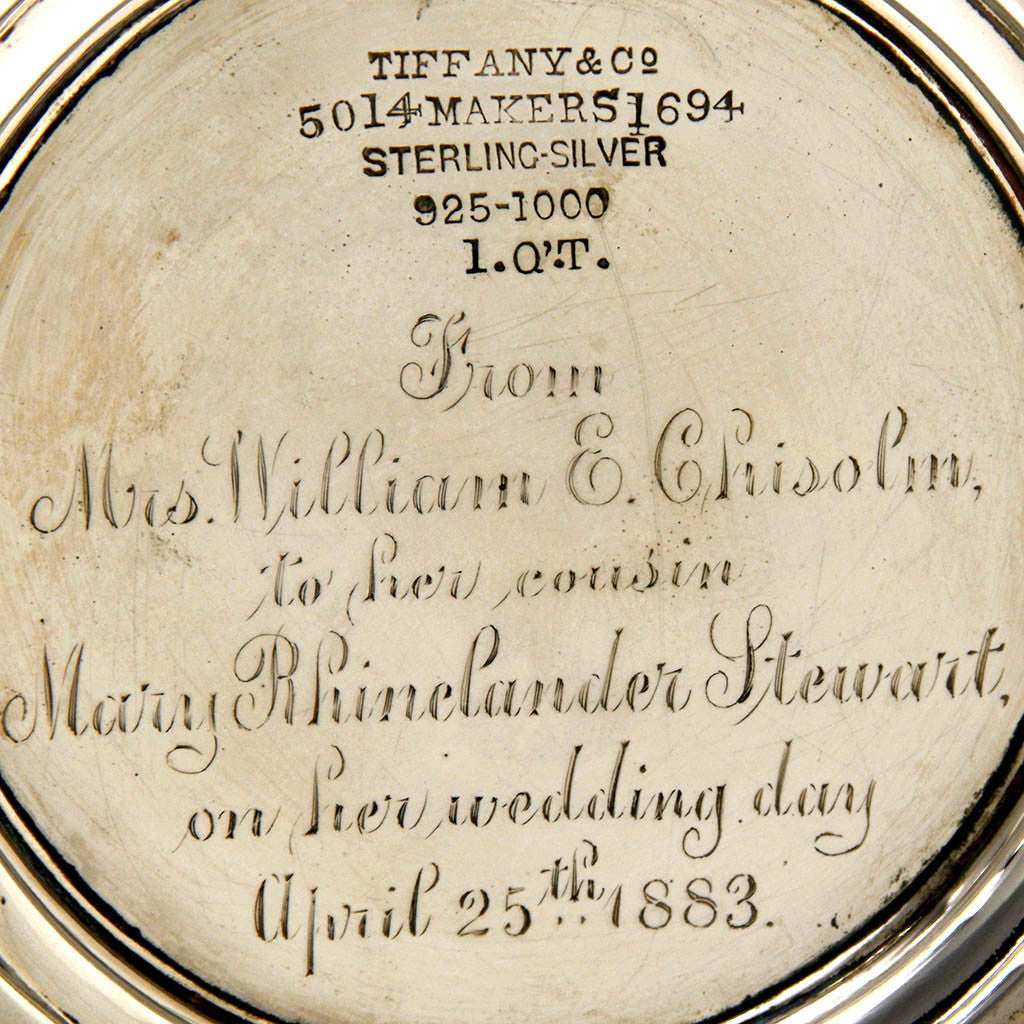 TIFFANY & Cº
5014 MAKERS 1694
STERLING-SILVER
925-1000
1.Q'T.
From
Mrs. William E. Chisolm,
to her cousin
Mary Rhinelander Stewart,
on her wedding day
April 25th 1883.